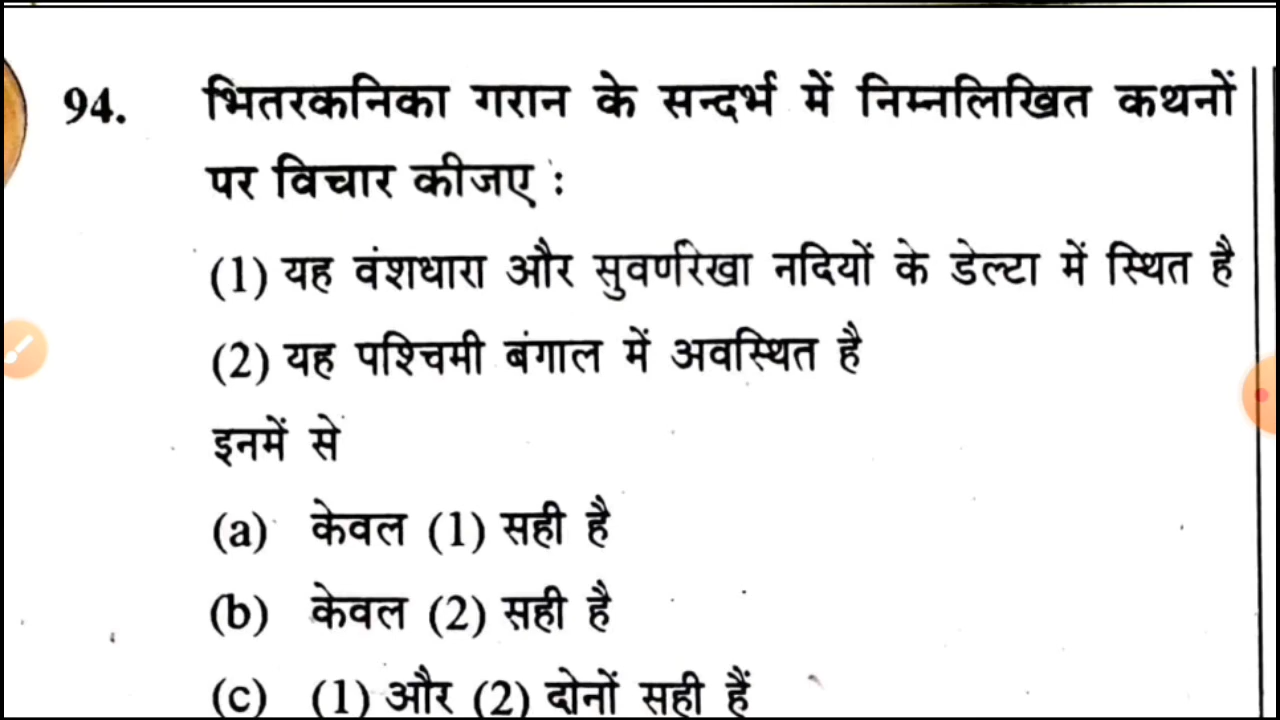 94. भितरकनिका गरान के सन्दर्भ में निम्नलिखित कथनों
पर विचार कीजए :
(1) यह वंशधारा और सुवर्णरेखा नदियों के डेल्टा में स्थित है
(2) यह पश्चिमी बंगाल में अवस्थित है
इनमें से
(a) केवल (1) सही है
(b) केवल (2) सही है
(c) (1) और (2) दोनों सही हैं